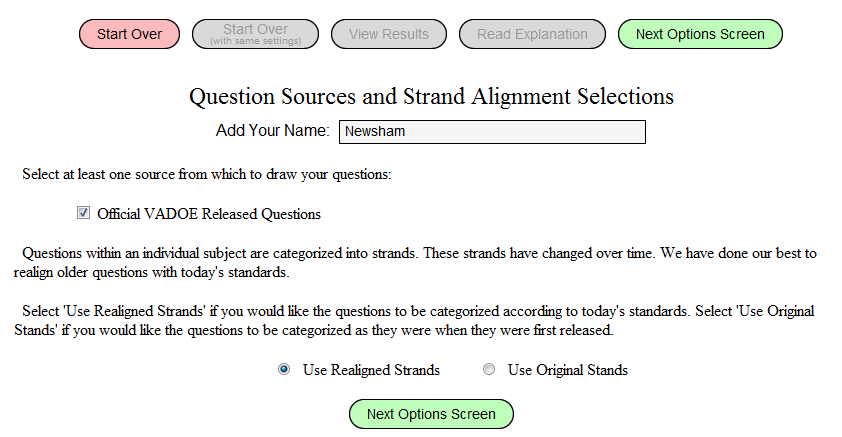 Start Over
Start Over
(with same settings)
View Results
Read Explanation
Next Options Screen
Question Sources and Strand Alignment Selections
Add Your Name: Newsham
Select at least one source from which to draw your questions:
Official VADOE Released Questions
Questions within an individual subject are categorized into strands. These strands have changed over time. We have done our best to
realign older questions with today's standards.
Select 'Use Realigned Strands' if you would like the questions to be categorized according to today's standards. Select 'Use Original
Stands' if you would like the questions to be categorized as they were when they were first released.
Use Realigned Strands Use Original Stands
Next Options Screen